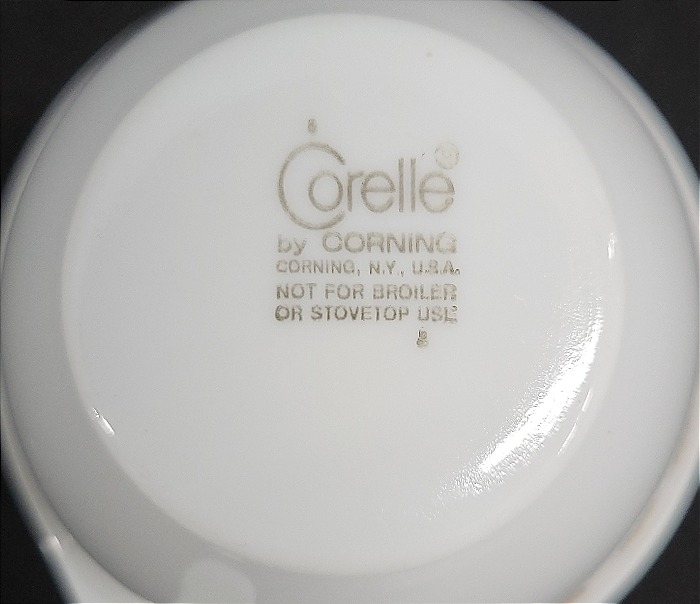 Corelle®
by CORNING
CORNING, N.Y., U.S.A.
NOT FOR BROILER
OR STOVETOP USE